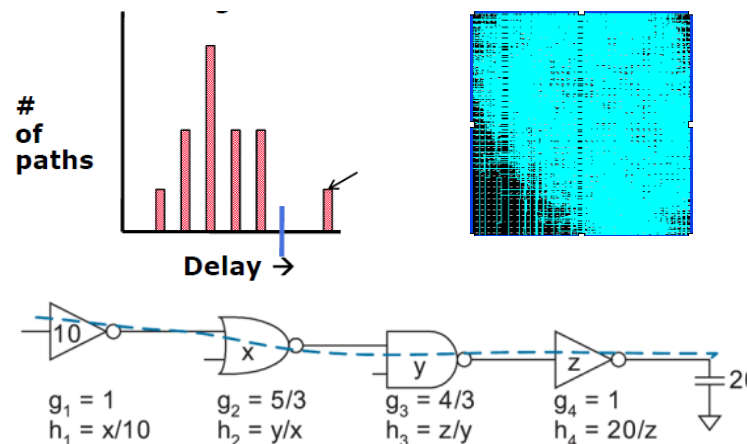 #
of
paths
Delay →
10
x
y
z
20
g₁ = 1
h₁ = x/10
g₂ = 5/3
h₂ = y/x
g₃ = 4/3
h₃ = z/y
g₄ = 1
h₄ = 20/z